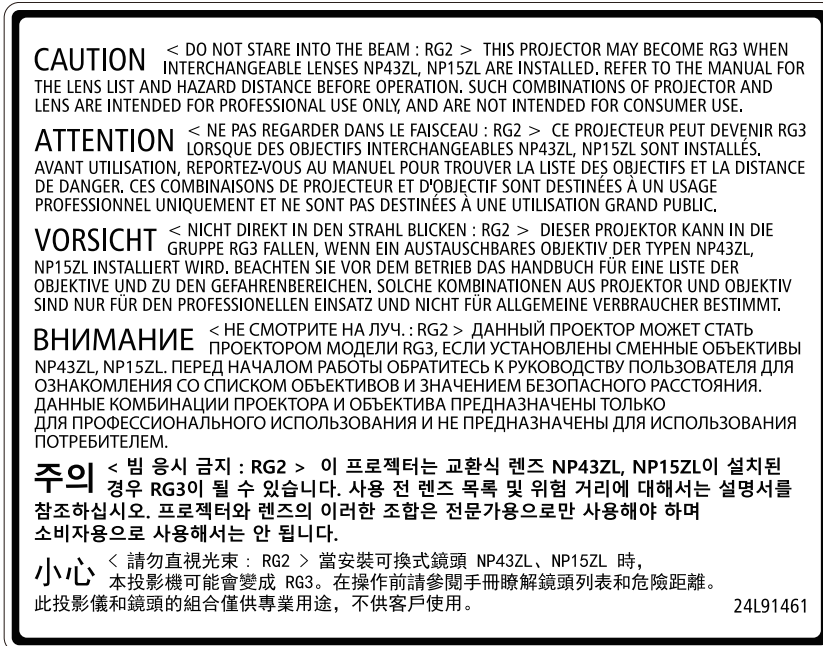 CAUTION < DO NOT STARE INTO THE BEAM : RG2 > THIS PROJECTOR MAY BECOME RG3 WHEN
INTERCHANGEABLE LENSES NP43ZL, NP15ZL ARE INSTALLED. REFER TO THE MANUAL FOR
THE LENS LIST AND HAZARD DISTANCE BEFORE OPERATION. SUCH COMBINATIONS OF PROJECTOR AND
LENS ARE INTENDED FOR PROFESSIONAL USE ONLY, AND ARE NOT INTENDED FOR CONSUMER USE.
ATTENTION < NE PAS REGARDER DANS LE FAISCEAU : RG2 > CE PROJECTEUR PEUT DEVENIR RG3
LORSQUE DES OBJECTIFS INTERCHANGEABLES NP43ZL, NP15ZL SONT INSTALLÉS.
AVANT UTILISATION, REPORTEZ-VOUS AU MANUEL POUR TROUVER LA LISTE DES OBJECTIFS ET LA DISTANCE
DE DANGER. CES COMBINAISONS DE PROJECTEUR ET D'OBJECTIF SONT DESTINÉES À UN USAGE
PROFESSIONNEL UNIQUEMENT ET NE SONT PAS DESTINÉES À UNE UTILISATION GRAND PUBLIC.
VORSICHT < NICHT DIREKT IN DEN STRAHL BLICKEN : RG2 > DIESER PROJEKTOR KANN IN DIE
GRUPPE RG3 FALLEN, WENN EIN AUSTAUSCHBARES OBJEKTIV DER TYPEN NP43ZL,
NP15ZL INSTALLIERT WIRD. BEACHTEN SIE VOR DEM BETRIEB DAS HANDBUCH FÜR EINE LISTE DER
OBJEKTIVE UND ZU DEN GEFAHRENBEREICHEN. SOLCHE KOMBINATIONEN AUS PROJEKTOR UND OBJEKTIV
SIND NUR FÜR DEN PROFESSIONELLEN EINSATZ UND NICHT FÜR ALLGEMEINE VERBRAUCHER BESTIMMT.
ВНИМАНИЕ < НЕ СМОТРИТЕ НА ЛУЧ. : RG2 > ДАННЫЙ ПРОЕКТОР МОЖЕТ СТАТЬ
ПРОЕКТОРОМ МОДЕЛИ RG3, ЕСЛИ УСТАНОВЛЕНЫ СМЕННЫЕ ОБЪЕКТИВЫ
NP43ZL, NP15ZL. ПЕРЕД НАЧАЛОМ РАБОТЫ ОБРАТИТЕСЬ К РУКОВОДСТВУ ПОЛЬЗОВАТЕЛЯ ДЛЯ
ОЗНАКОМЛЕНИЯ СО СПИСКОМ ОБЪЕКТИВОВ И ЗНАЧЕНИЕМ БЕЗОПАСНОГО РАССТОЯНИЯ.
ДАННЫЕ КОМБИНАЦИИ ПРОЕКТОРА И ОБЪЕКТИВА ПРЕДНАЗНАЧЕНЫ ТОЛЬКО
ДЛЯ ПРОФЕССИОНАЛЬНОГО ИСПОЛЬЗОВАНИЯ И НЕ ПРЕДНАЗНАЧЕНЫ ДЛЯ ИСПОЛЬЗОВАНИЯ
ПОТРЕБИТЕЛЕМ.
주의 < 빔 응시 금지 : RG2 > 이 프로젝터는 교환식 렌즈 NP43ZL, NP15ZL이 설치된
경우 RG3이 될 수 있습니다. 사용 전 렌즈 목록 및 위험 거리에 대해서는 설명서를
참조하십시오. 프로젝터와 렌즈의 이러한 조합은 전문가용으로만 사용해야 하며
소비자용으로 사용해서는 안 됩니다.
小心 < 請勿直視光束 : RG2 > 當安裝可換式鏡頭 NP43ZL、NP15ZL 時,
本投影機可能會變成 RG3。在操作前請參閱手冊瞭解鏡頭列表和危險距離。
此投影儀和鏡頭的組合僅供專業用途, 不供客戶使用。
24L91461